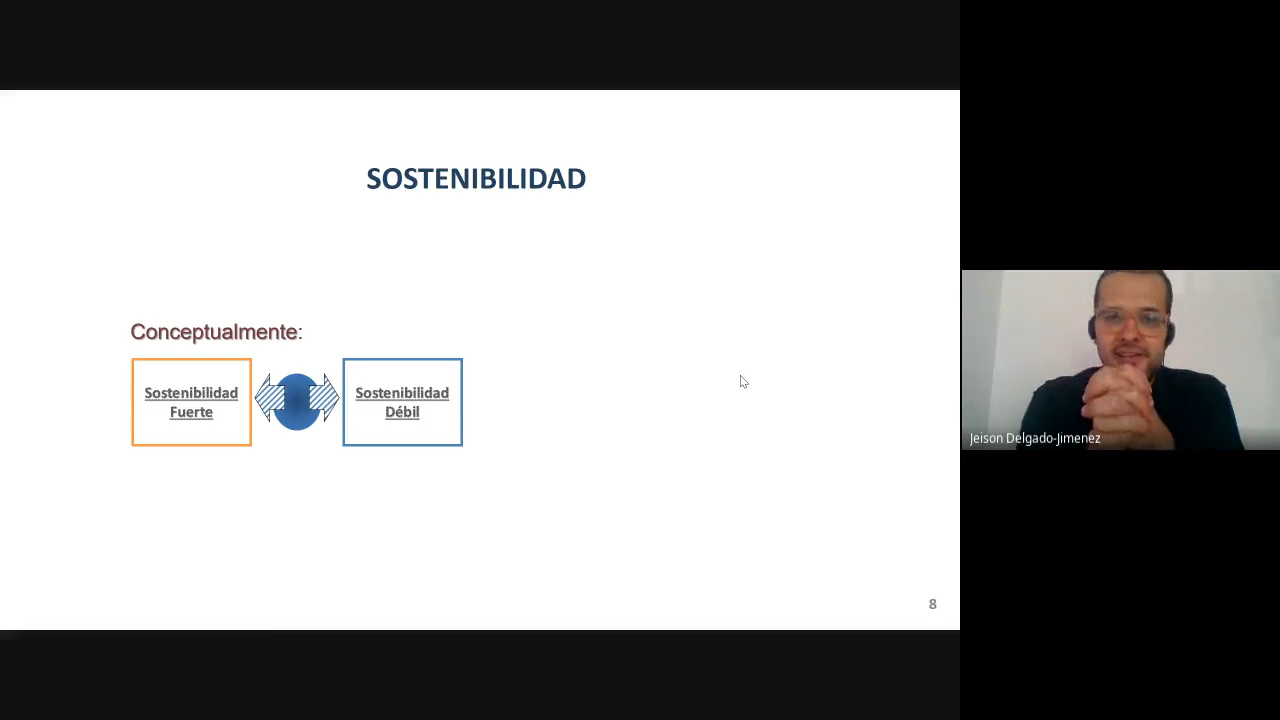 SOSTENIBILIDAD
Conceptualmente:
Sostenibilidad
Fuerte
Sostenibilidad
Débil
8
Jeison Delgado-Jimenez